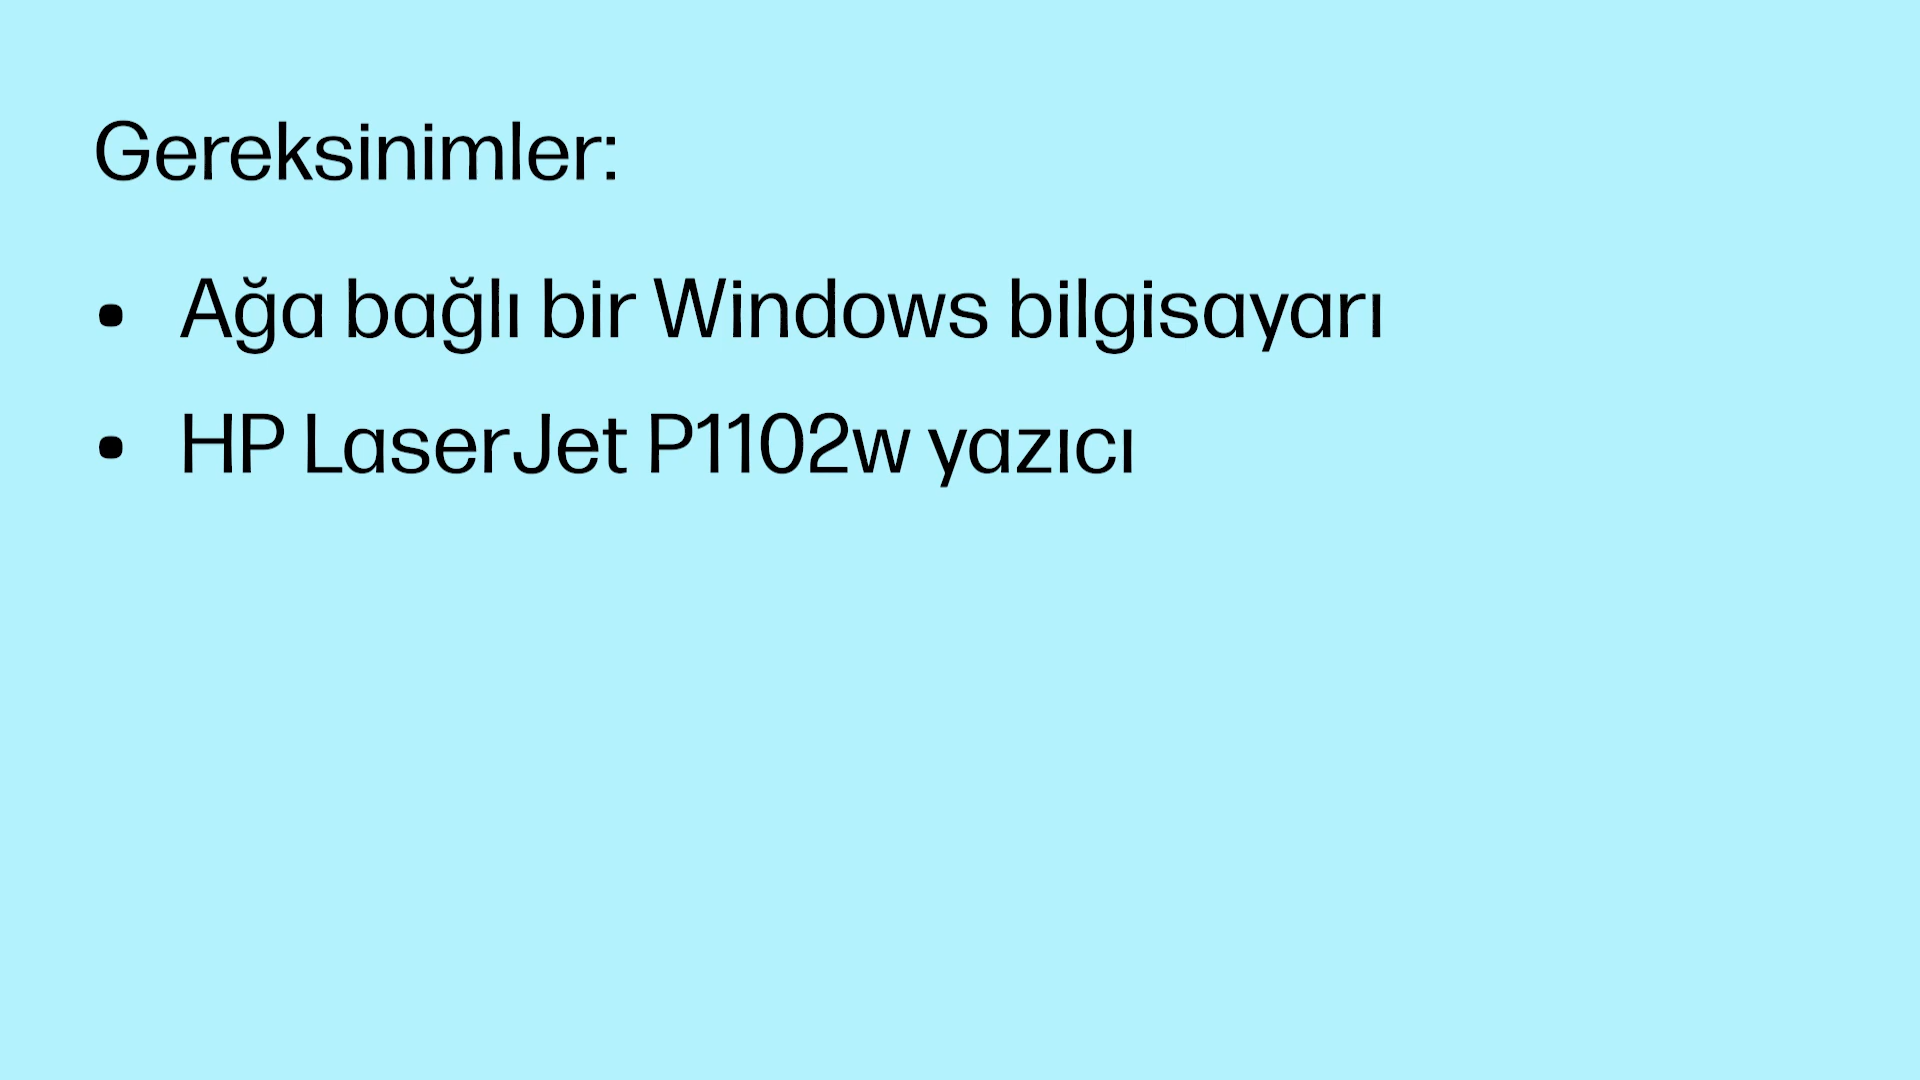 Gereksinimler:
• Ağa bağlı bir Windows bilgisayarı
• HP LaserJet P1102w yazıcı